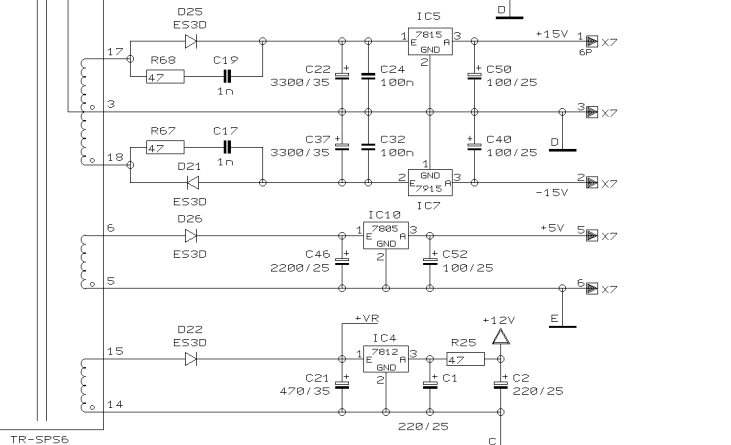 D
D25
ES3D
17
R68
47
C19
1n
C22
3300/35
C24
100n
IC5
7815
1 E A 3
GND
2
C50
100/25
+15V 1 X7
6P
3
3 X7
D
R67
47
C17
1n
18
D21
ES3D
C37
3300/35
C32
100n
1
GND
2 E A 3
7915
IC7
C40
100/25
2 X7
-15V
6
D26
ES3D
C46
2200/25
IC10
7805
1 E A 3
GND
2
C52
100/25
+5V 5 X7
5
6 X7
E
15
D22
ES3D
+VR
C21
470/35
IC4
7812
1 E A 3
GND
2
C1
220/25
R25
47
+12V
C2
220/25
14
C
TR-SPS6